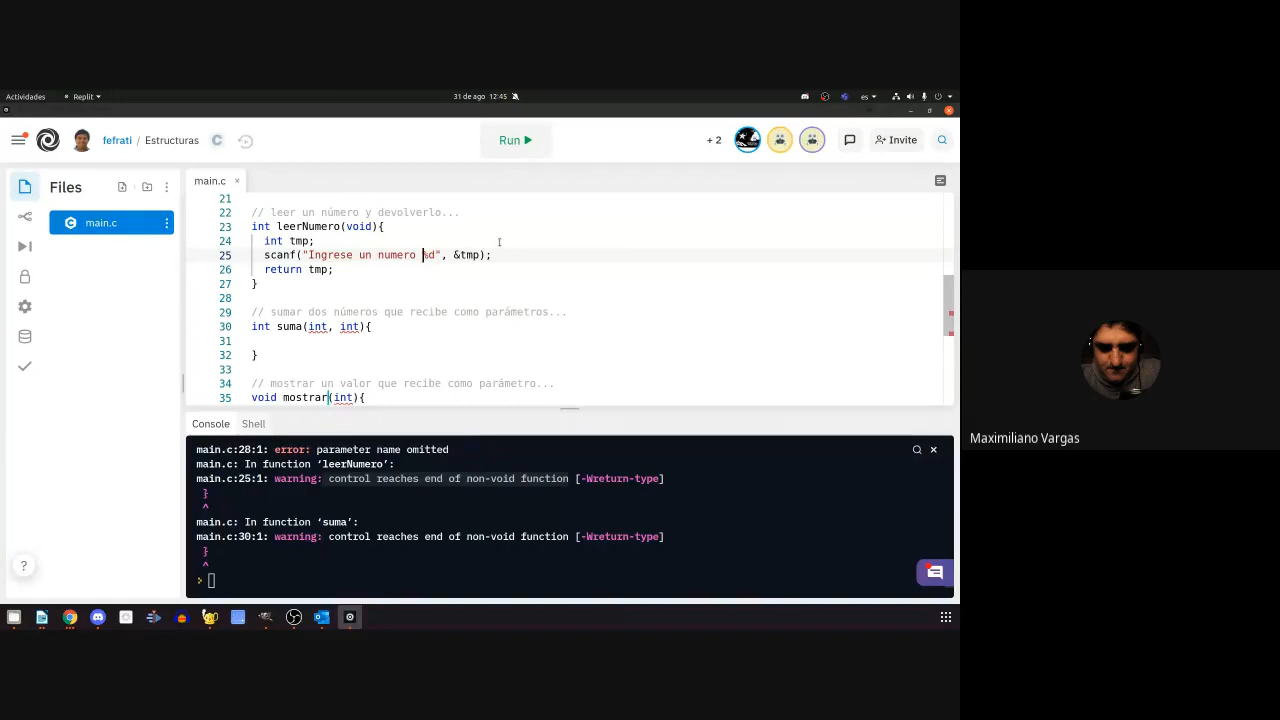 Actividades
Replit
31 de ago 12:45
es
fefrati / Estructuras
C
Run
+ 2
Invite
Files
main.c
main.c ×
21
22 // leer un número y devolverlo...
23 int leerNumero(void){
24 int tmp;
25 scanf("Ingrese un numero %d", &tmp);
26 return tmp;
27 }
28
29 // sumar dos números que recibe como parámetros...
30 int suma(int, int){
31
32 }
33
34 // mostrar un valor que recibe como parámetro...
35 void mostrar(int){
Console Shell
main.c:28:1: error: parameter name omitted
main.c: In function ‘leerNumero’:
main.c:25:1: warning: control reaches end of non-void function [-Wreturn-type]
}
^
main.c: In function ‘suma’:
main.c:30:1: warning: control reaches end of non-void function [-Wreturn-type]
}
^
>
?
Maximiliano Vargas